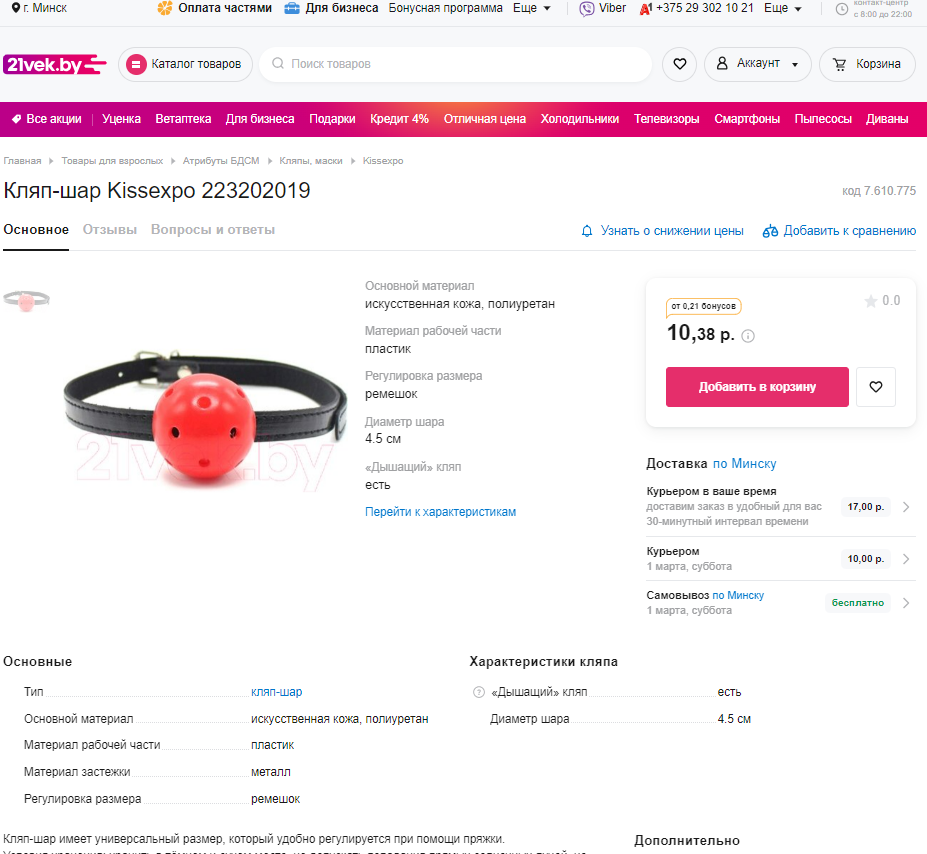 г. Минск
Оплата частями
Для бизнеса
Бонусная программа
Еще
Viber
+375 29 302 10 21
Еще
контакт-центр
с 8:00 до 22:00
21vek.by
Каталог товаров
Поиск товаров
Аккаунт
Корзина
Все акции
Уценка
Ветаптека
Для бизнеса
Подарки
Кредит 4%
Отличная цена
Холодильники
Телевизоры
Смартфоны
Пылесосы
Диваны
Главная
Товары для взрослых
Атрибуты БДСМ
Кляпы, маски
Kissexpo
Кляп-шар Kissexpo 223202019
код 7.610.775
Основное
Отзывы
Вопросы и ответы
Узнать о снижении цены
Добавить к сравнению
21vek.by
Основной материал
искусственная кожа, полиуретан
Материал рабочей части
пластик
Регулировка размера
ремешок
Диаметр шара
4.5 см
«Дышащий» кляп
есть
Перейти к характеристикам
от 0,21 бонусов
0.0
10,38 р.
Добавить в корзину
Доставка по Минску
Курьером в ваше время
доставим заказ в удобный для вас
30-минутный интервал времени
17,00 р.
Курьером
1 марта, суббота
10,00 р.
Самовывоз по Минску
1 марта, суббота
бесплатно
Основные
Тип кляп-шар
Основной материал искусственная кожа, полиуретан
Материал рабочей части пластик
Материал застежки металл
Регулировка размера ремешок
Характеристики кляпа
«Дышащий» кляп есть
Диаметр шара 4.5 см
Кляп-шар имеет универсальный размер, который удобно регулируется при помощи пряжки.
Дополнительно